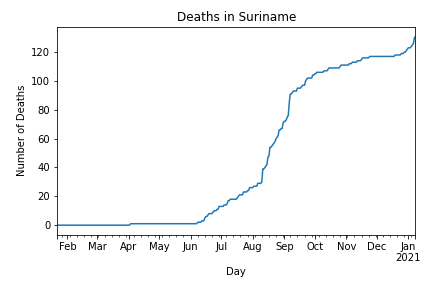 Deaths in Suriname
Number of Deaths
120
100
80
60
40
20
0
Feb Mar Apr May Jun Jul Aug Sep Oct Nov Dec Jan
2021
Day